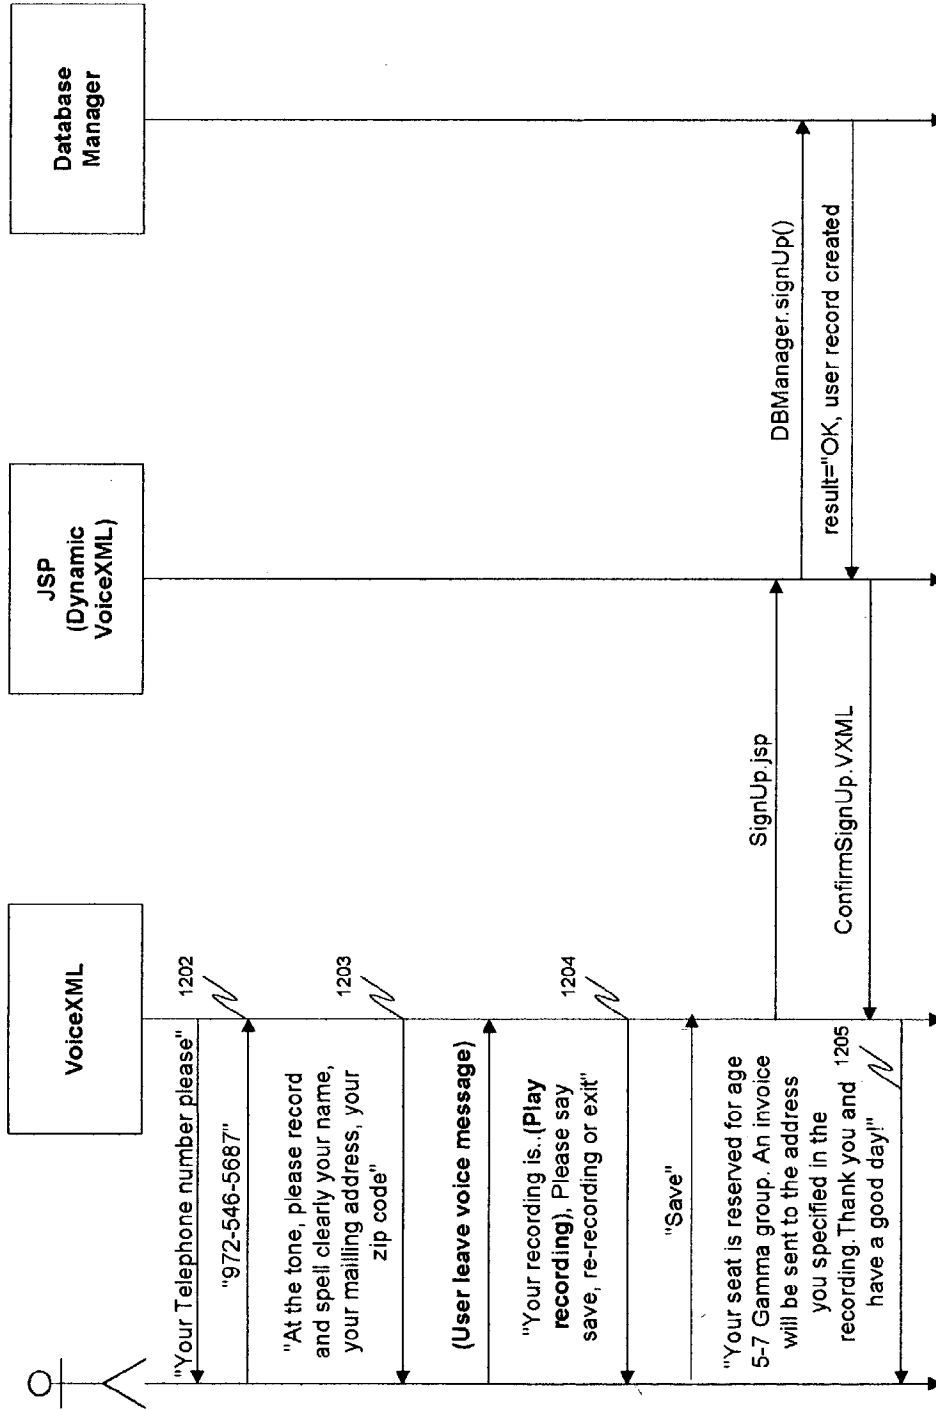 VoiceXML
JSP
(Dynamic
VoiceXML)
Database
Manager
"Your Telephone number please"
1202
"972-546-5687"
"At the tone, please record
and spell clearly your name,
your mailling address, your
zip code"
1203
(User leave voice message)
"Your recording is..(Play
recording), Please say
save, re-recording or exit"
1204
"Save"
SignUp.jsp
DBManager.signUp()
result="OK, user record created
ConfirmSignUp.VXML
"Your seat is reserved for age
5-7 Gamma group. An invoice
will be sent to the address
you specified in the
recording.Thank you and
have a good day!"
1205